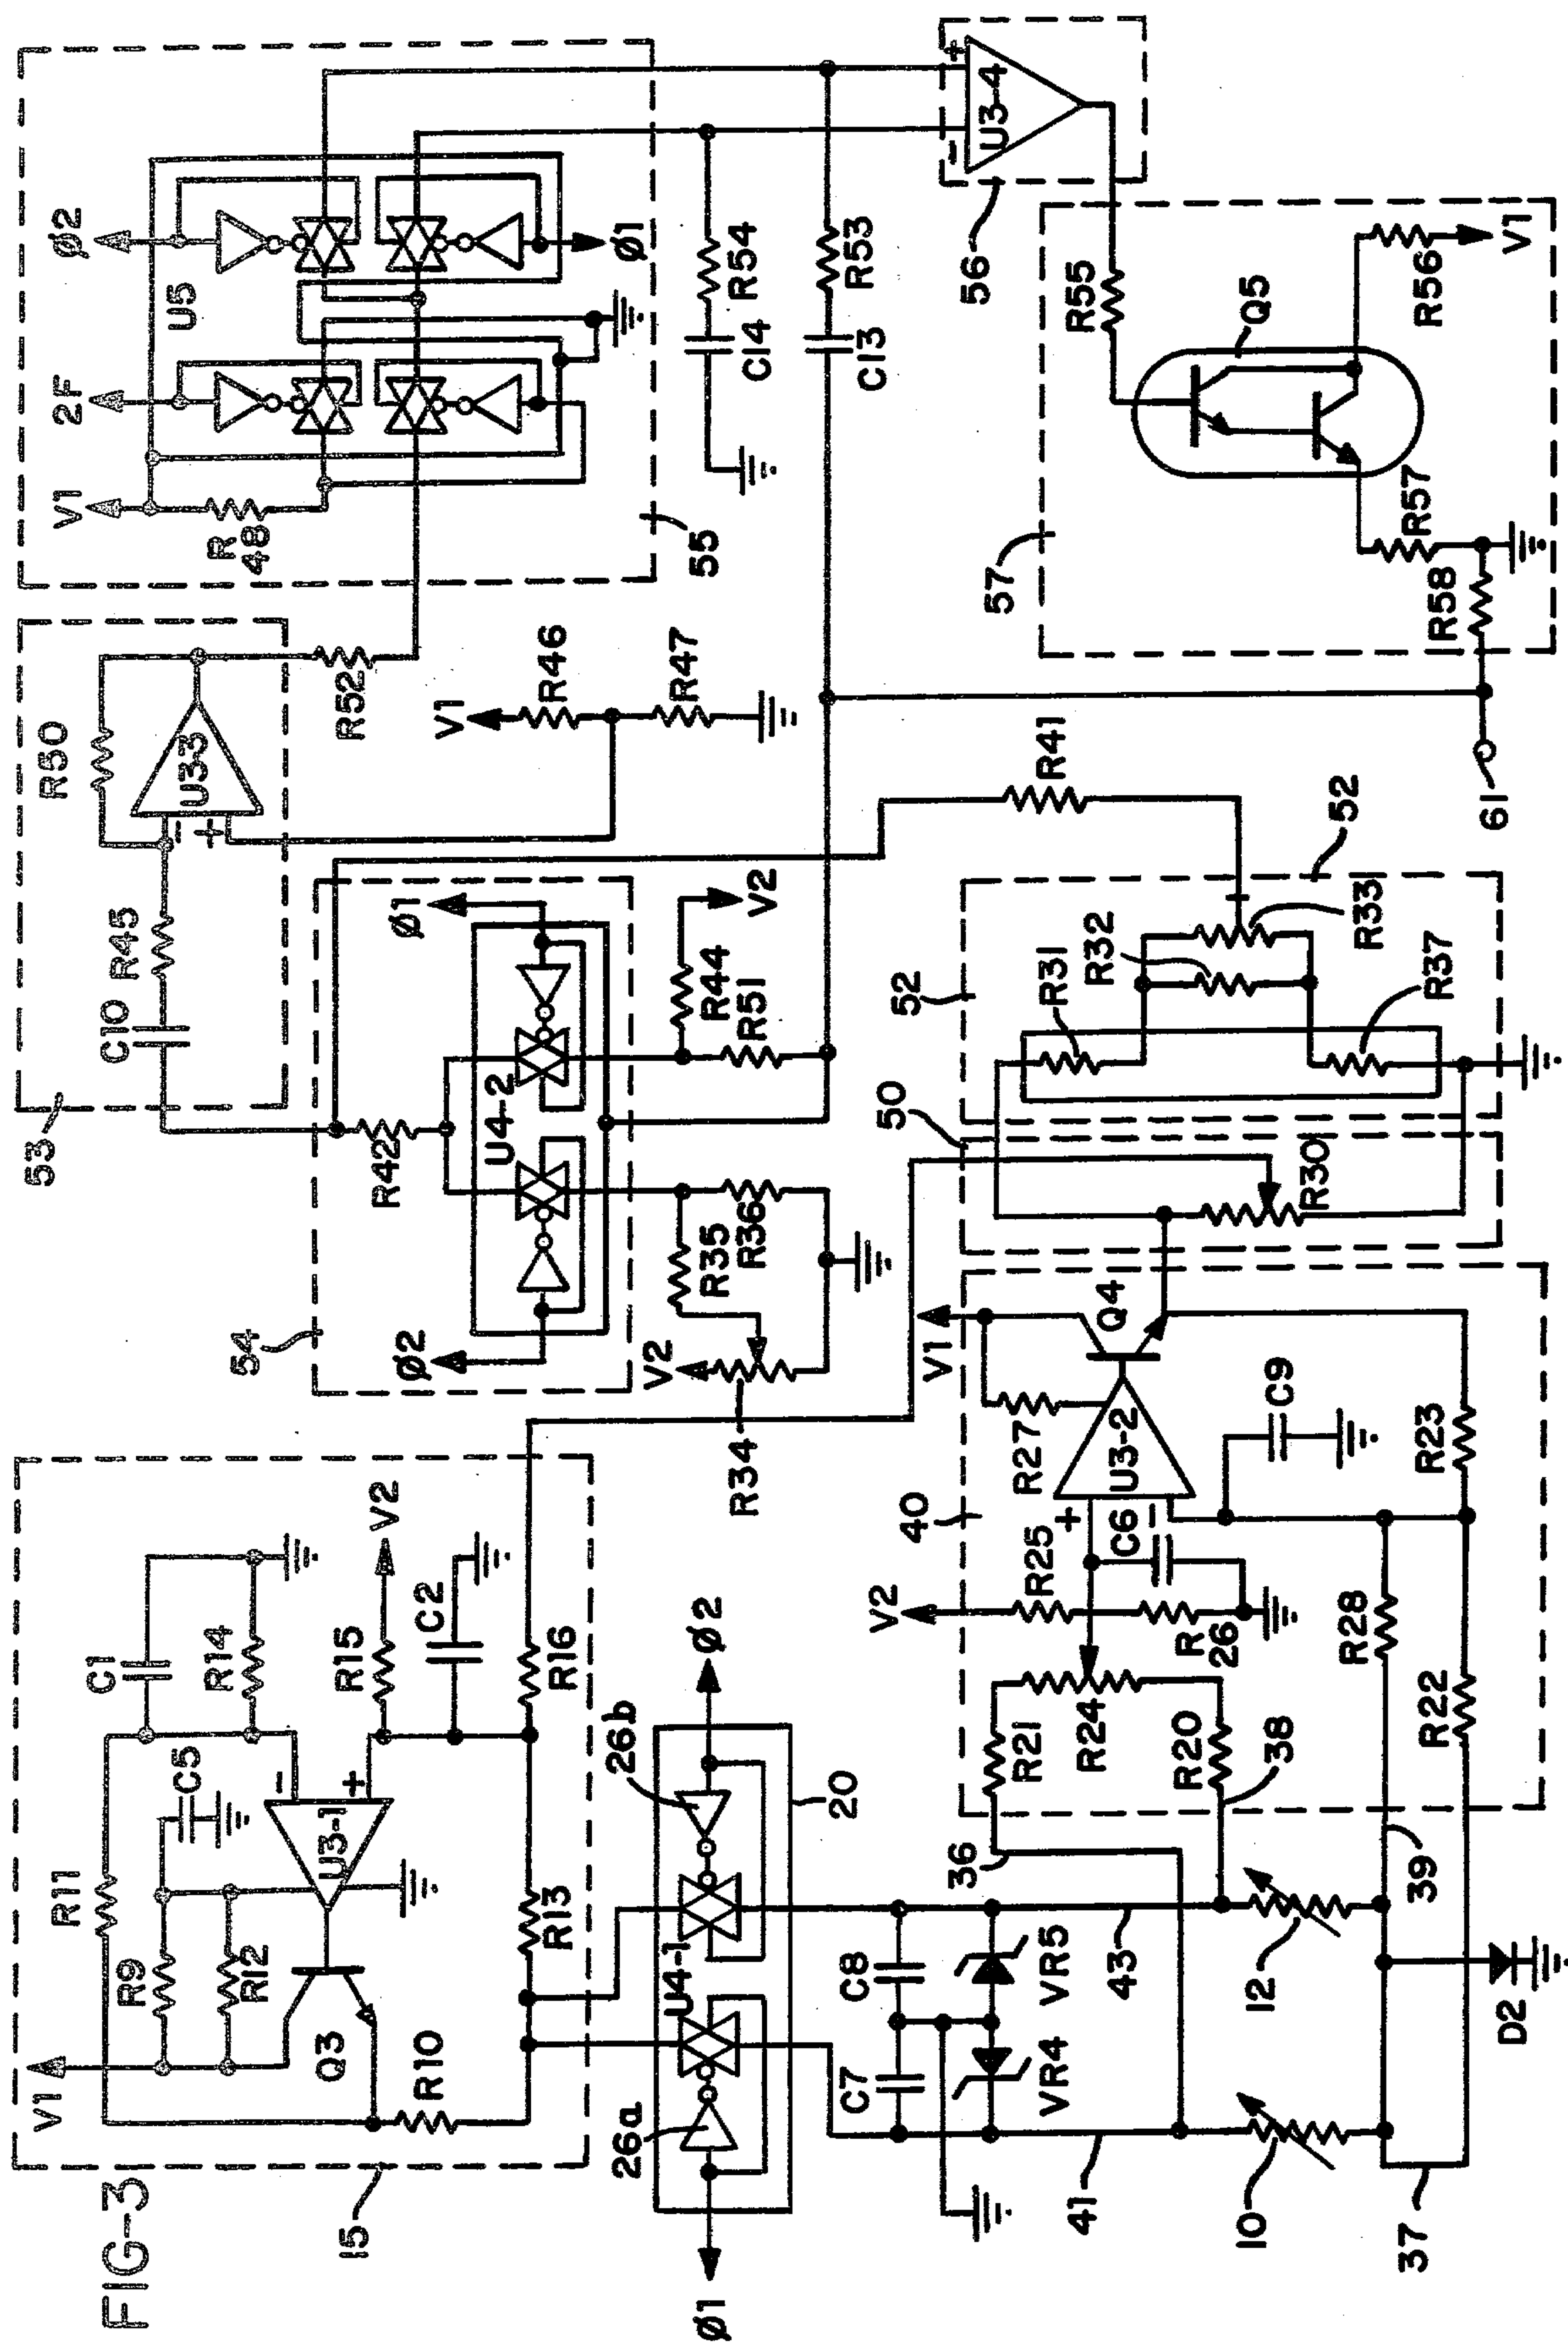 FIG-3
15
V1
R9
R12
Q3
R10
R11
C5
U3-1
-
+
C1
R14
R15
V2
C2
R13
R16
Ø1
26a
U4-1
26b
Ø2
20
C7
C8
VR4
VR5
41
43
10
12
37
39
D2
36
38
40
R21
R24
R20
V2
R25
R
26
C6
+
-
U3-2
R27
V1
Q4
C9
R28
R22
R23
50
R30
52
R31
R32
R33
R37
52
R41
54
Ø2
Ø1
U4-2
R42
V2
R34
R35
R36
R44
R51
V2
53
C10
R45
R50
-
+
U33
R52
V1
R46
R47
55
V1
R
48
2F
U5
Ø2
Ø1
C14
R54
C13
R53
56
-
+
U3-4
57
R55
Q5
R56
V1
R57
R58
61